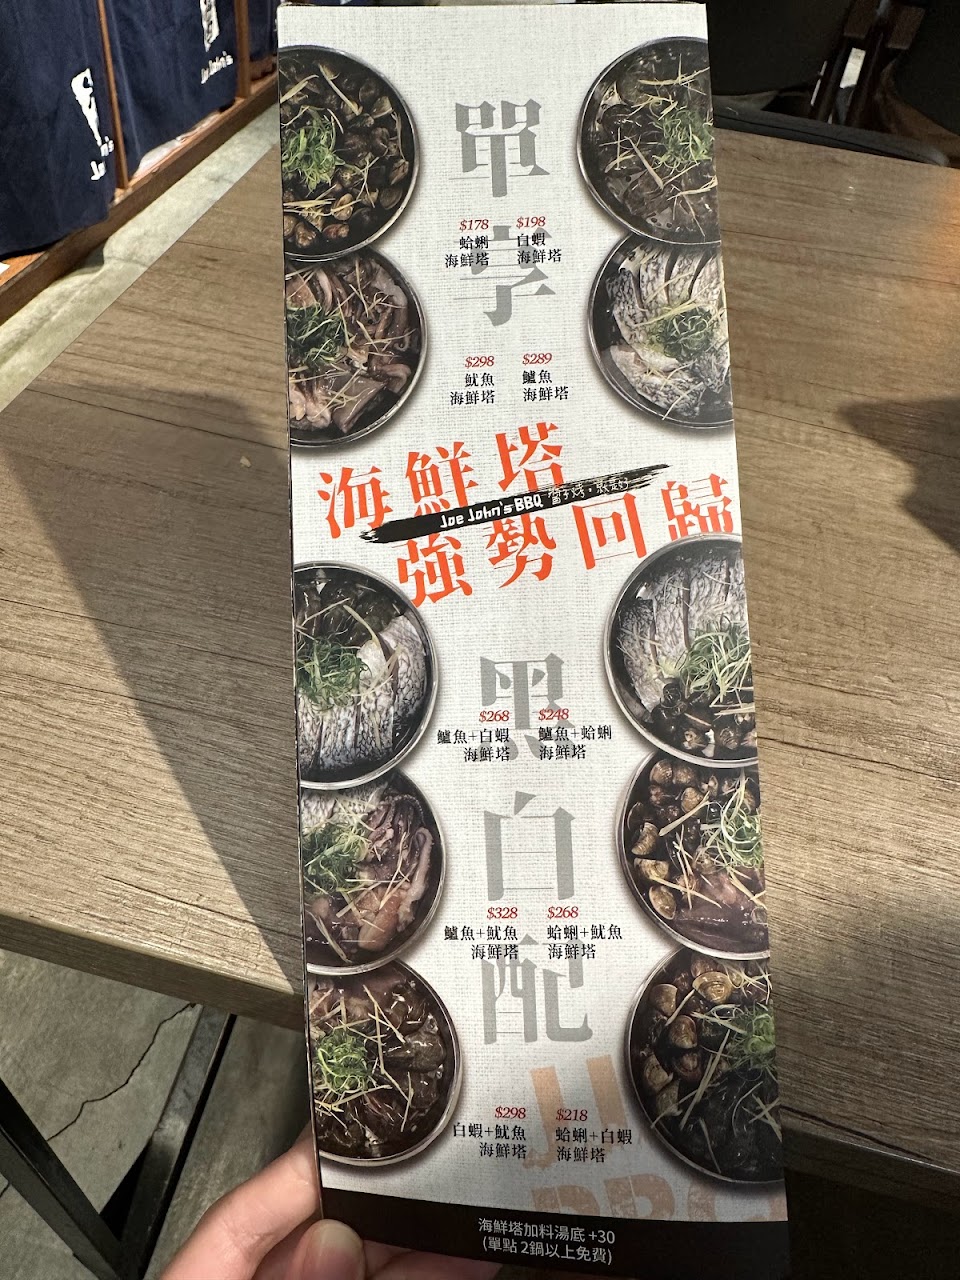 單享
$178
蛤蜊
海鮮塔
$198
白蝦
海鮮塔
$298
魷魚
海鮮塔
$289
鱸魚
海鮮塔
海鮮塔
Joe John's BBQ
強勢回歸
黑白配
$268
鱸魚+白蝦
海鮮塔
$248
鱸魚+蛤蜊
海鮮塔
$328
鱸魚+魷魚
海鮮塔
$268
蛤蜊+魷魚
海鮮塔
$298
白蝦+魷魚
海鮮塔
$218
蛤蜊+白蝦
海鮮塔
海鮮塔加料湯底 +30
(單點 2鍋以上免費)
Joe John's